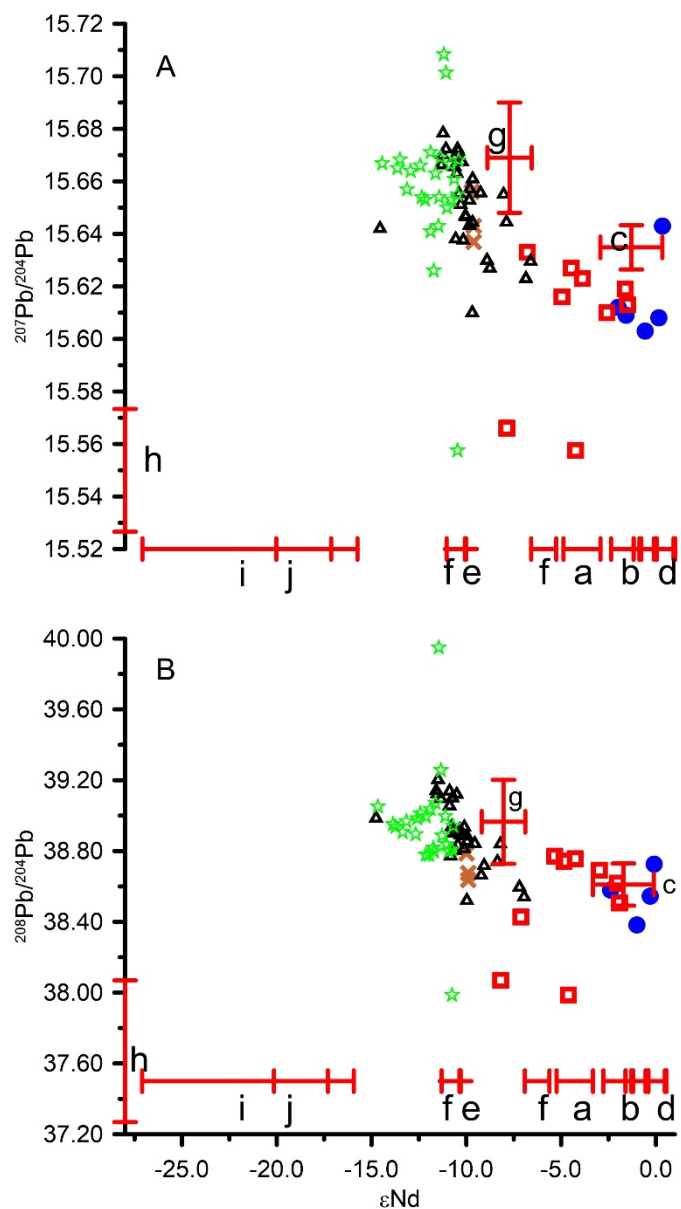 15.72
A
15.70
15.68
g
15.66
15.64
c
²⁰⁷Pb/²⁰⁴Pb
15.62
15.60
15.58
15.56
h
15.54
15.52
i j f e f a b d
40.00
B
39.60
39.20
g
38.80
c
²⁰⁸Pb/²⁰⁴Pb
38.40
38.00
h
37.60
i j f e f a b d
37.20
-25.0 -20.0 -15.0 -10.0 -5.0 0.0
εNd